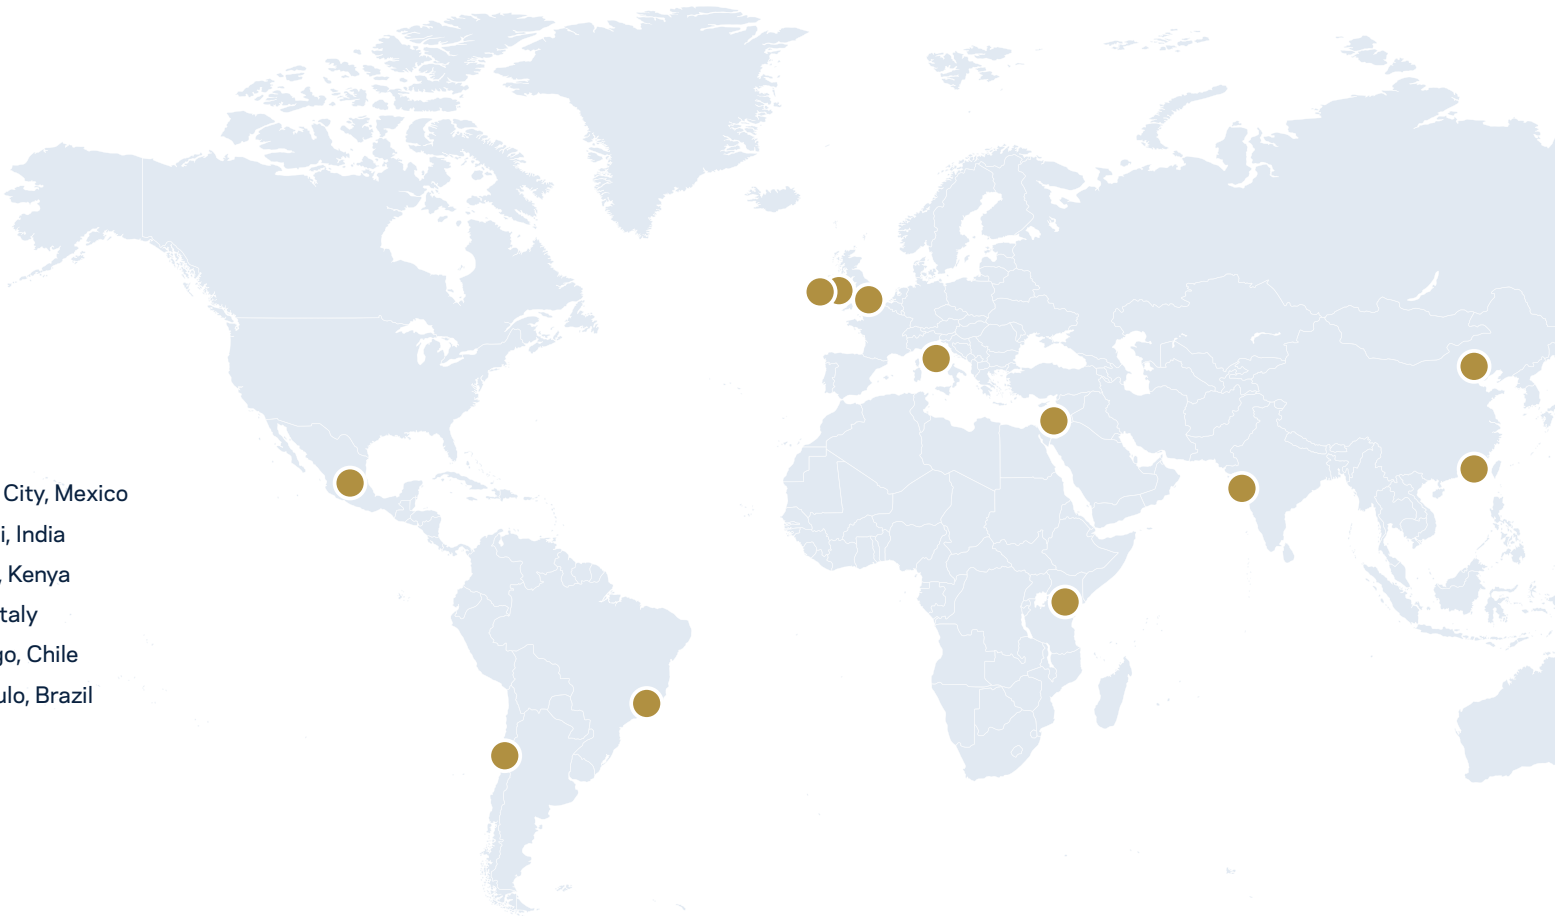 City, Mexico
i, India
, Kenya
taly
go, Chile
ulo, Brazil